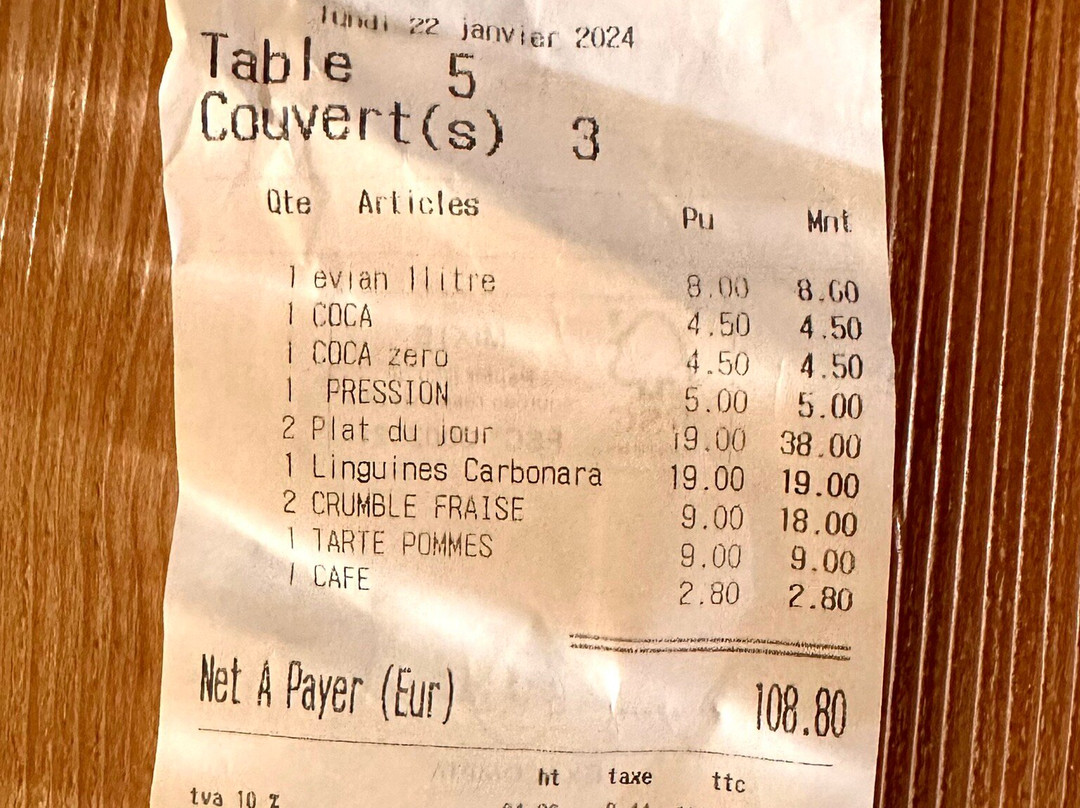 lundi 22 janvier 2024
Table 5
Couvert(s) 3
Qte Articles Pu Mnt
1 evian 1litre 8.00 8.00
1 COCA 4.50 4.50
1 COCA zero 4.50 4.50
1 PRESSION 5.00 5.00
2 Plat du jour 19.00 38.00
1 Linguines Carbonara 19.00 19.00
2 CRUMBLE FRAISE 9.00 18.00
1 TARTE POMMES 9.00 9.00
1 CAFE 2.80 2.80
Net A Payer (Eur) 108.80
ht taxe ttc
tva 10 %